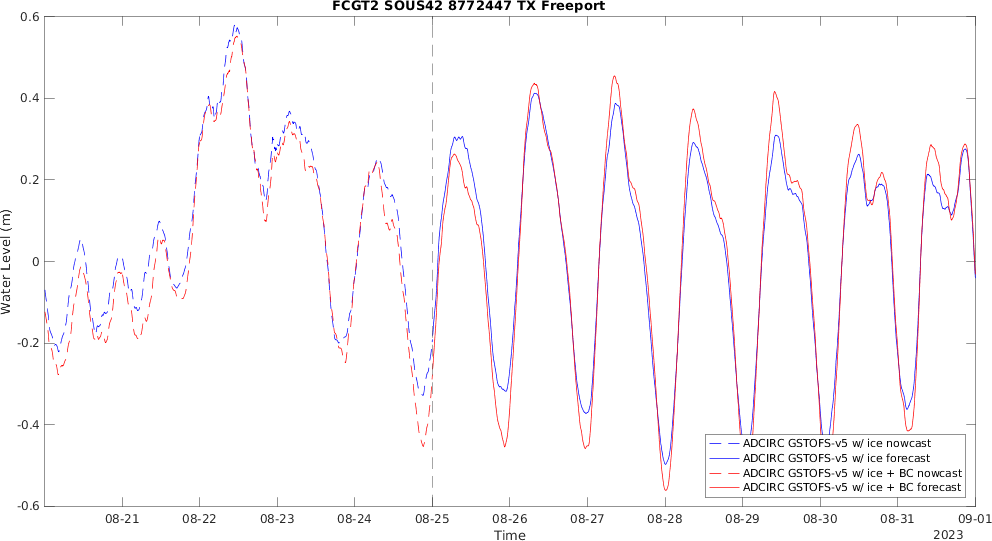 FCGT2 SOUS42 8772447 TX Freeport
Water Level (m)
0.6
0.4
0.2
0
-0.2
-0.4
-0.6
ADCIRC GSTOFS-v5 w/ ice nowcast
ADCIRC GSTOFS-v5 w/ ice forecast
ADCIRC GSTOFS-v5 w/ ice + BC nowcast
ADCIRC GSTOFS-v5 w/ ice + BC forecast
08-21 08-22 08-23 08-24 08-25 08-26 08-27 08-28 08-29 08-30 08-31 09-01
Time
2023